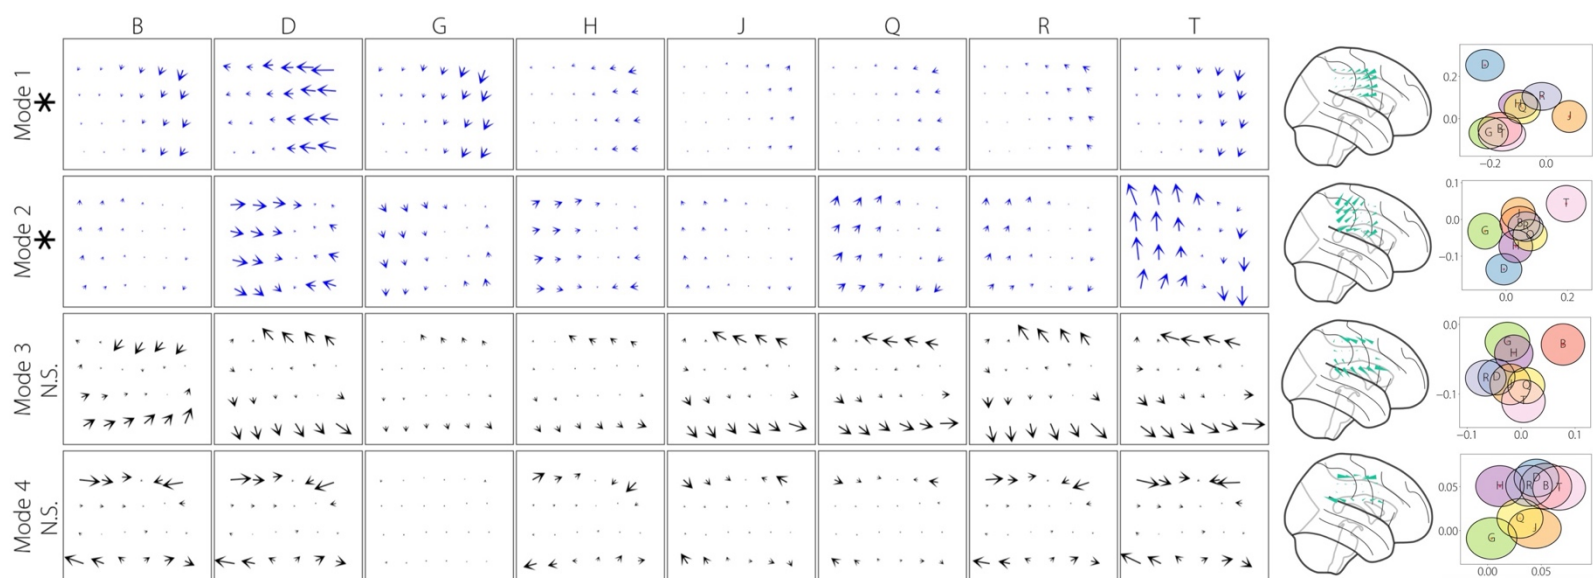 B D G H J Q R T
Mode 1
*
D
R
H
Q
J
G
B
0.2
0.0
−0.2 0.0
Mode 2
*
T
G
H
D
0.1
0.0
−0.1
0.0 0.2
Mode 3
N.S.
G
H
B
R
D
Q
T
0.0
−0.1
−0.1 0.0 0.1
Mode 4
N.S.
H
D
R
B
T
Q
J
G
0.05
0.00
0.00 0.05